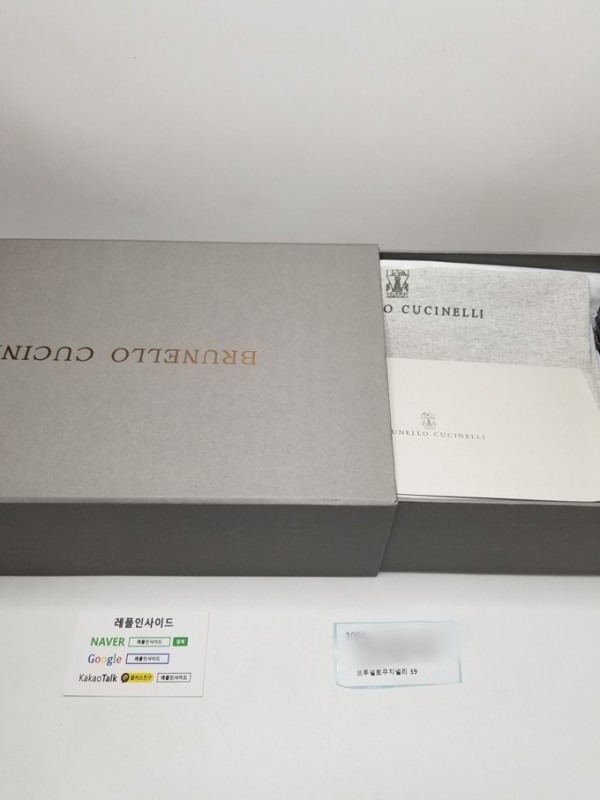 BRUNELLO CUCIN
O CUCINELLI
UNELLO CUCINELLI
레플인사이드
NAVER 레플인사이드 검색
Google 레플인사이드
KakaoTalk 플러스친구 레플인사이드
브루넬로쿠치넬리 39